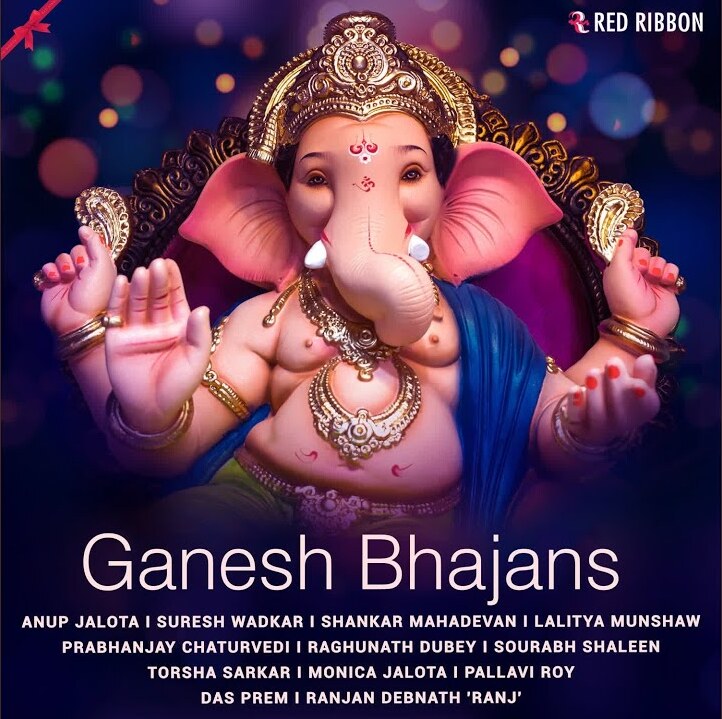 RED RIBBON
Ganesh Bhajans
ANUP JALOTA I SURESH WADKAR I SHANKAR MAHADEVAN I LALITYA MUNSHAW
PRABHANJAY CHATURVEDI I RAGHUNATH DUBEY I SOURABH SHALEEN
TORSHA SARKAR I MONICA JALOTA I PALLAVI ROY
DAS PREM I RANJAN DEBNATH 'RANJ'